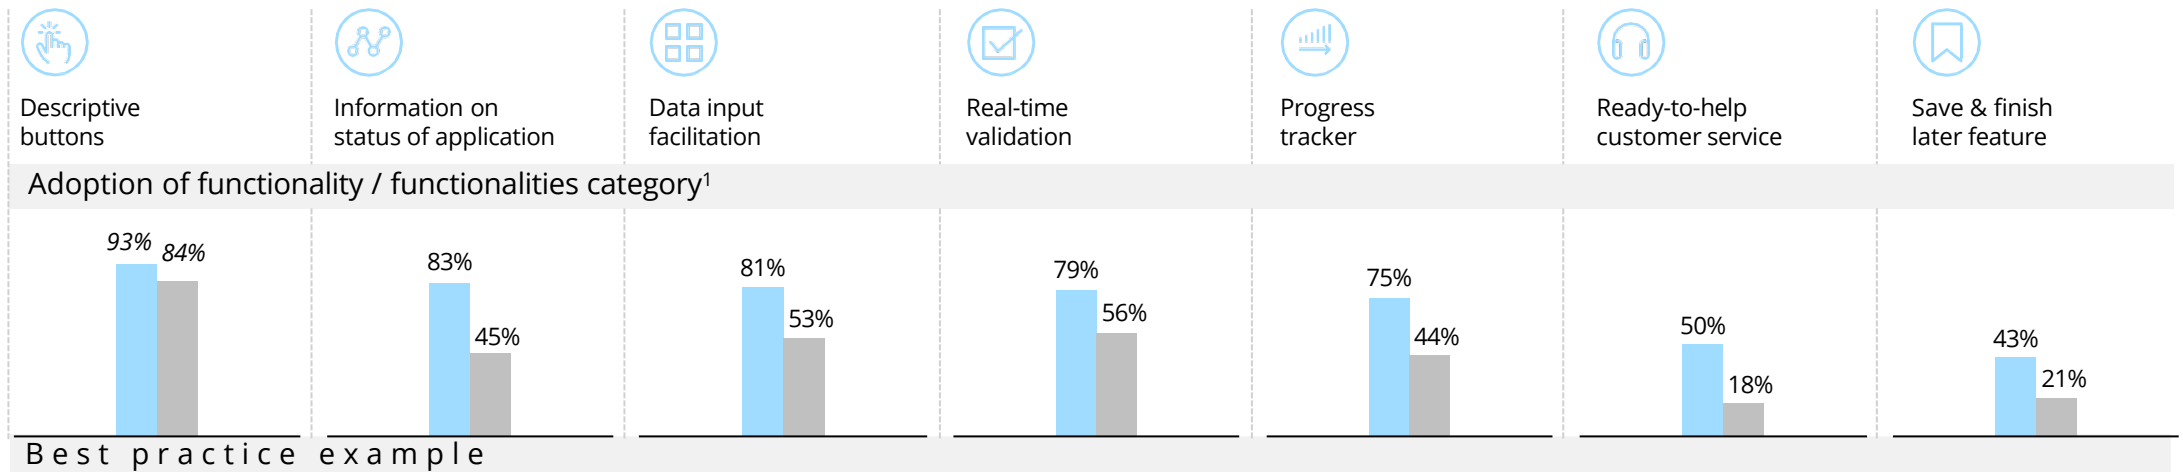 Descriptive
buttons
Information on
status of application
Data input
facilitation
Real-time
validation
Progress
tracker
Ready-to-help
customer service
Save & finish
later feature
Adoption of functionality / functionalities category¹
93% 84%
83% 45%
81% 53%
79% 56%
75% 44%
50% 18%
43% 21%
Best practice example